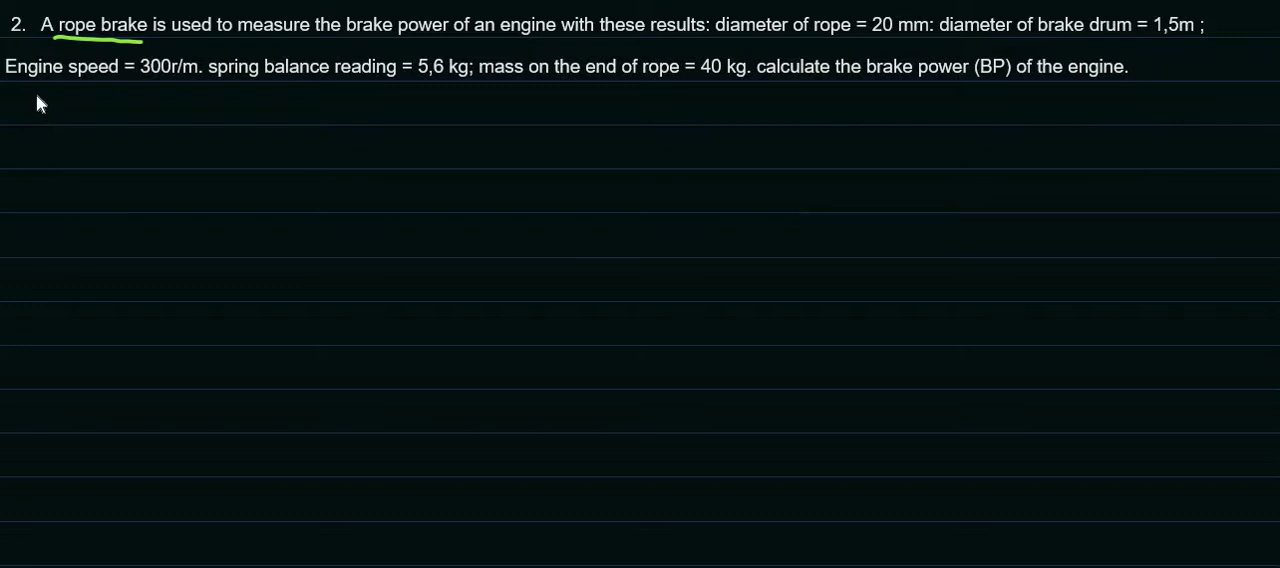 2. A rope brake is used to measure the brake power of an engine with these results: diameter of rope = 20 mm: diameter of brake drum = 1,5m ;
Engine speed = 300r/m. spring balance reading = 5,6 kg; mass on the end of rope = 40 kg. calculate the brake power (BP) of the engine.